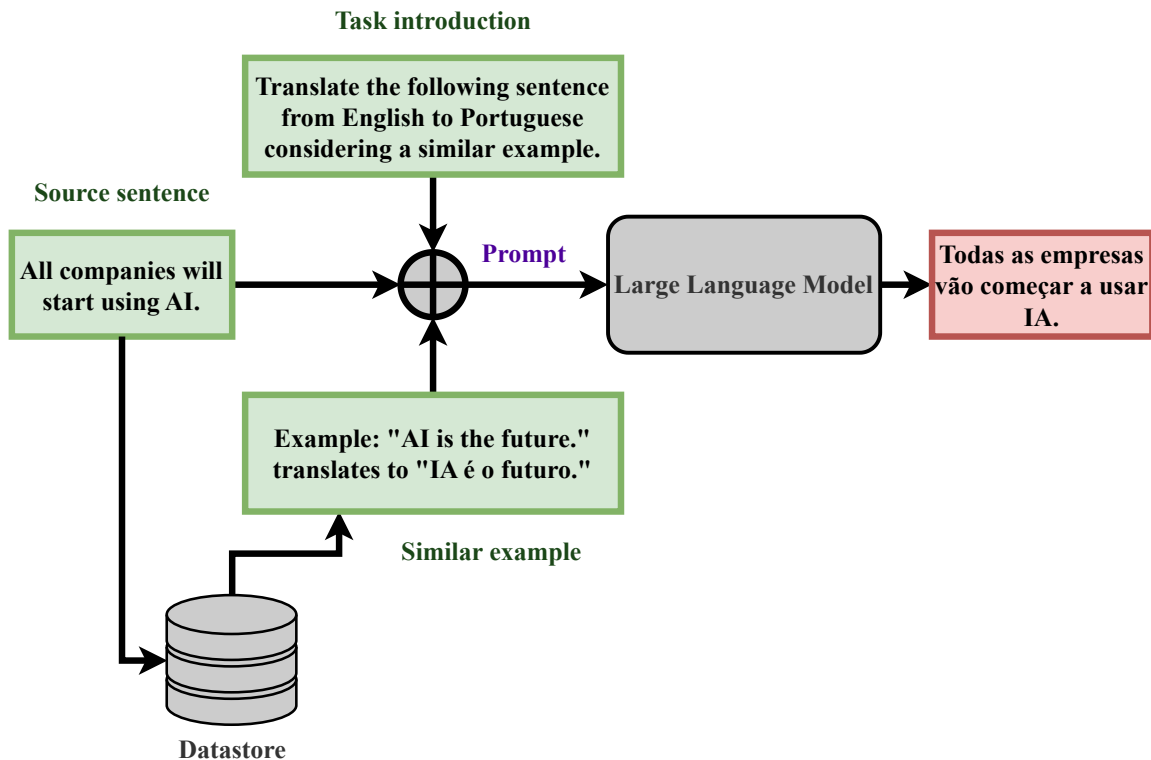 Task introduction
Translate the following sentence
from English to Portuguese
considering a similar example.
Source sentence
All companies will
start using AI.
Prompt
Large Language Model
Todas as empresas
vão começar a usar
IA.
Example: "AI is the future."
translates to "IA é o futuro."
Similar example
Datastore